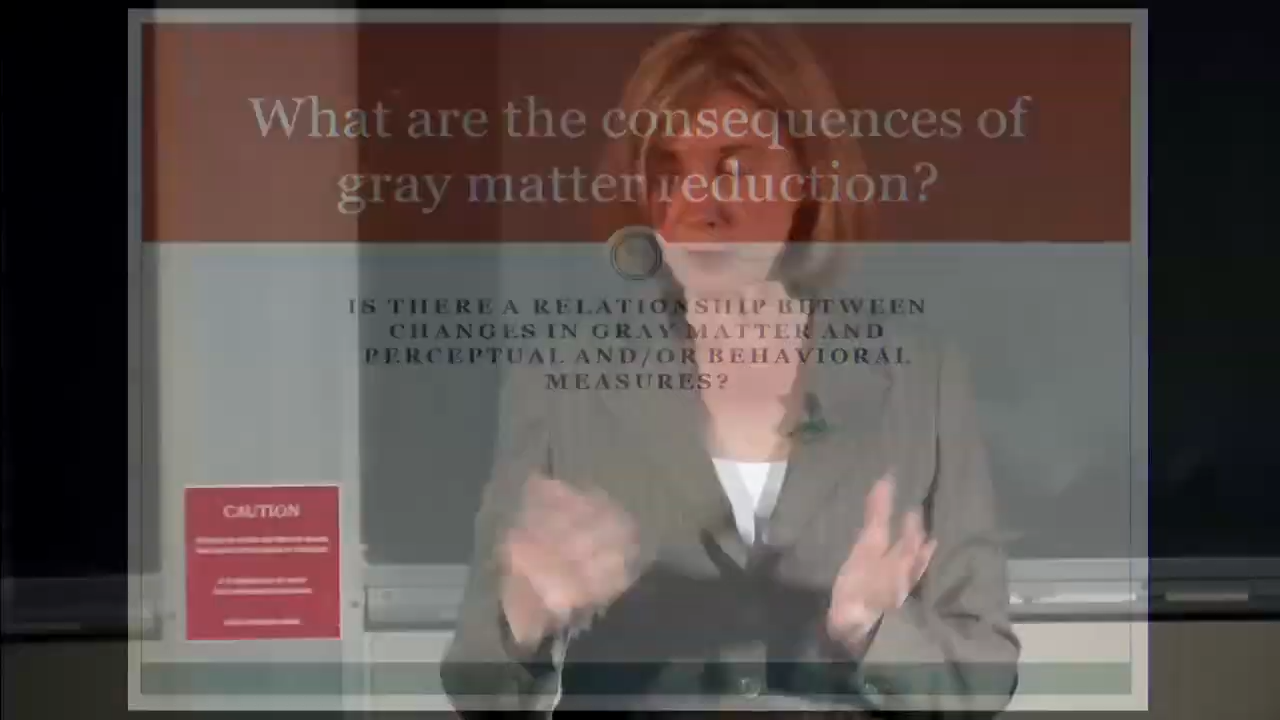 What are the consequences of
gray matter reduction?
IS THERE A RELATIONSHIP BETWEEN
CHANGES IN GRAY MATTER AND
PERCEPTUAL AND/OR BEHAVIORAL
MEASURES?
CAUTION